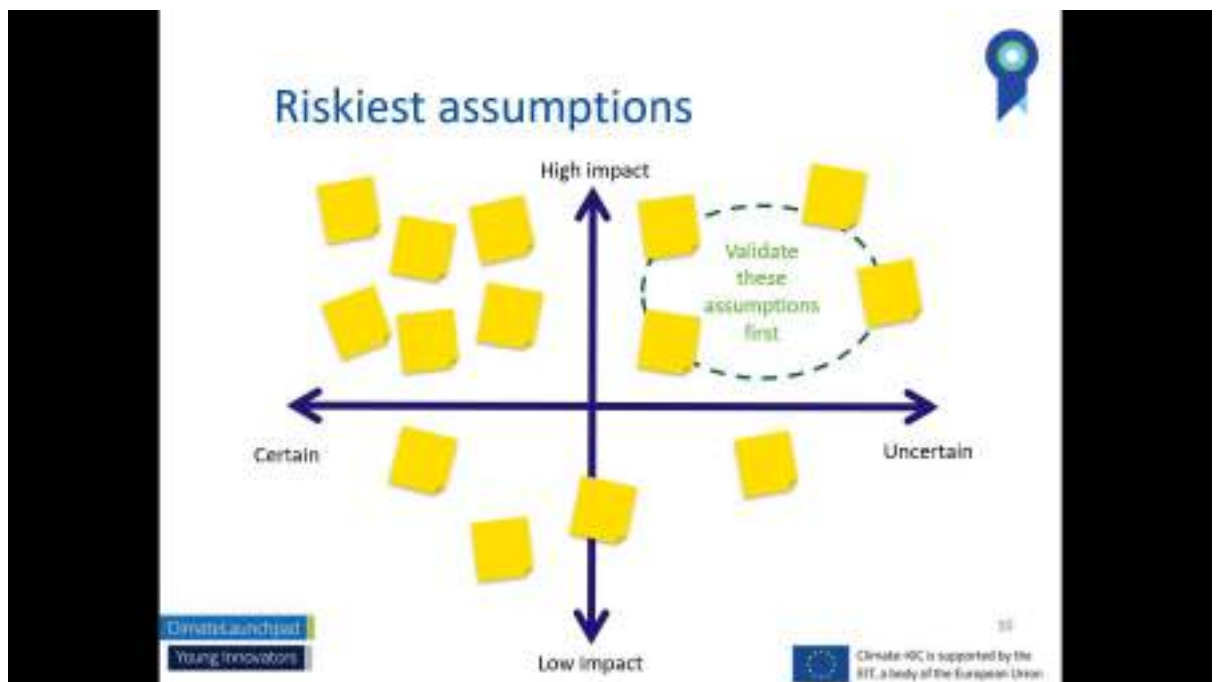 Riskiest assumptions
High impact
Validate
these
assumptions
first
Certain
Uncertain
Low impact
ClimateLaunchpad
Young Innovators
Climate-KIC is supported by the
EIT, a body of the European Union